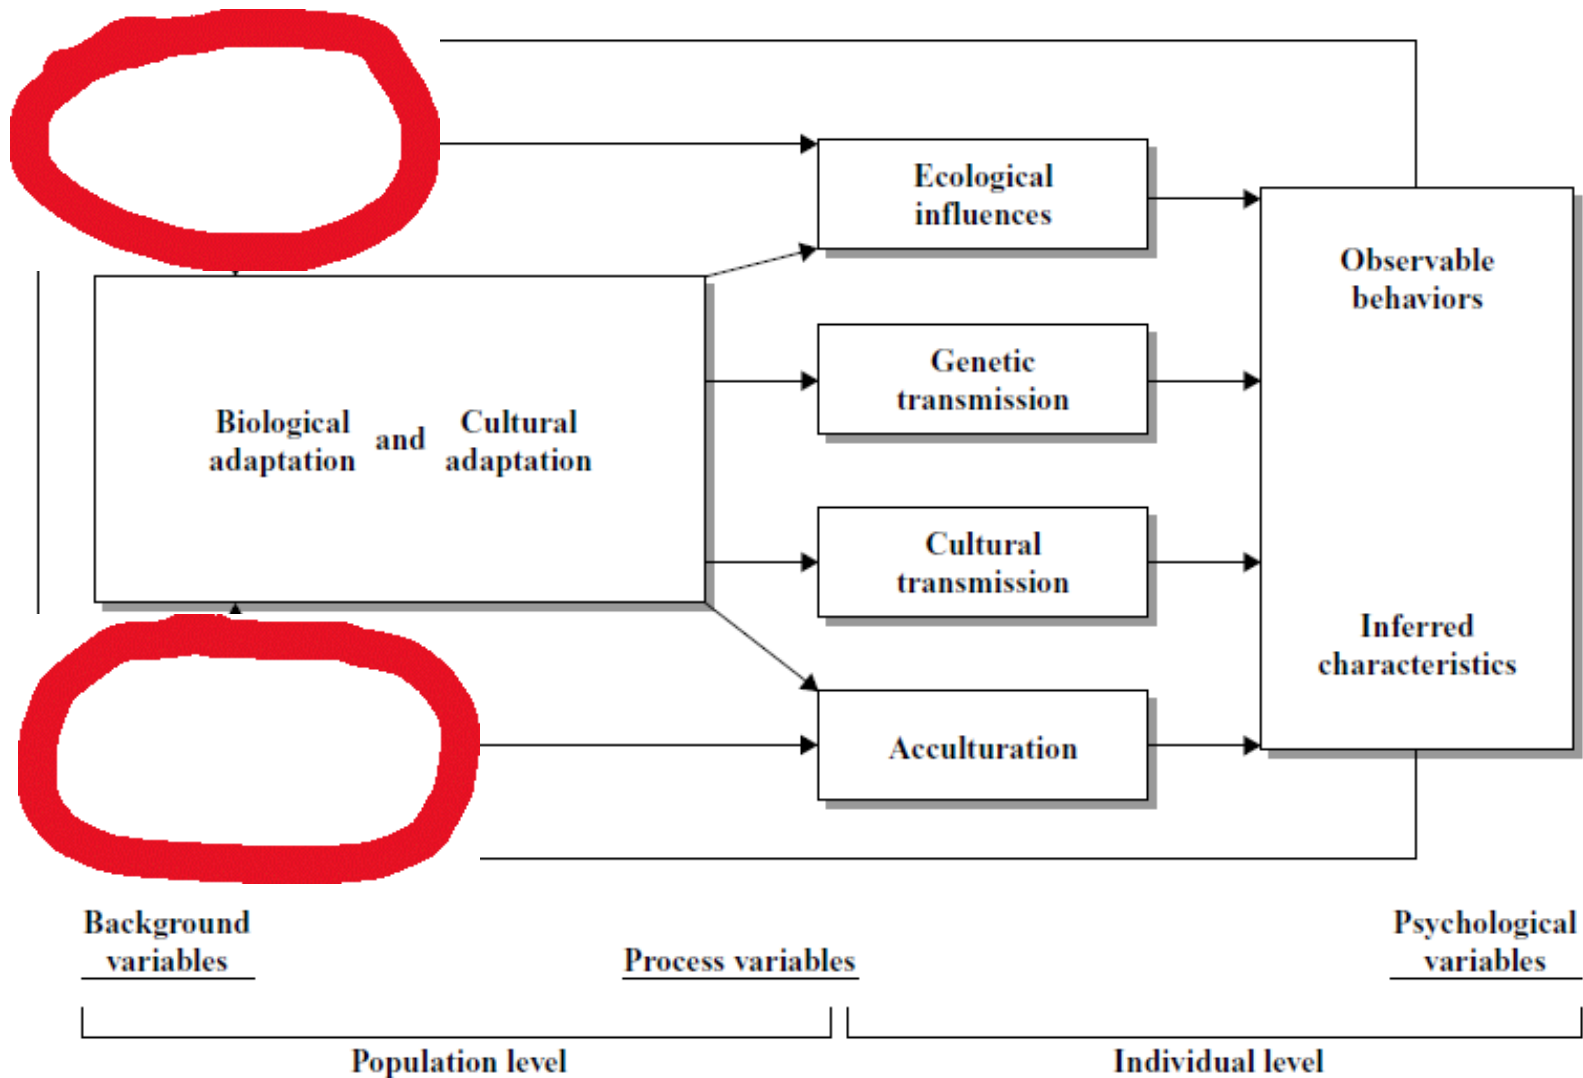 Ecological
influences
Observable
behaviors
Genetic
transmission
Biological
adaptation
and
Cultural
adaptation
Cultural
transmission
Inferred
characteristics
Acculturation
Background
variables
Process variables
Psychological
variables
Population level
Individual level